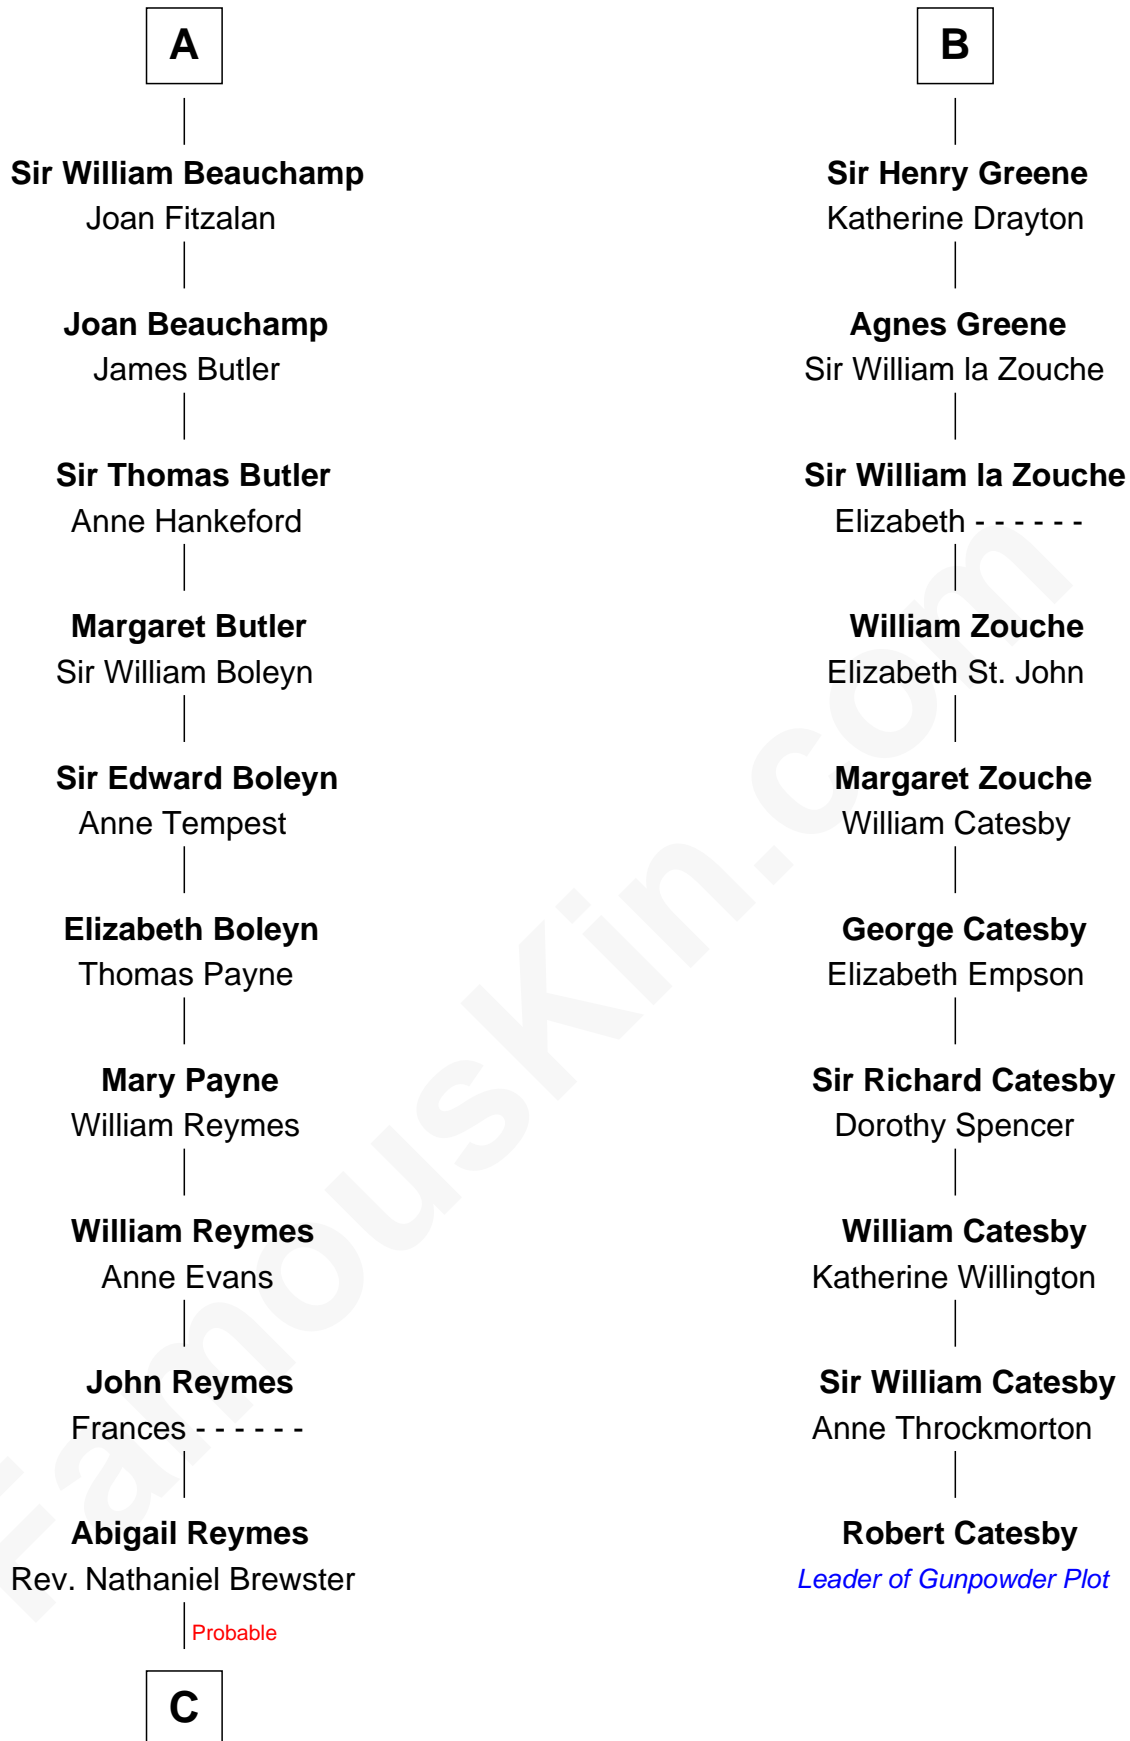 A
Sir William Beauchamp
Joan Fitzalan
Joan Beauchamp
James Butler
Sir Thomas Butler
Anne Hankeford
Margaret Butler
Sir William Boleyn
Sir Edward Boleyn
Anne Tempest
Elizabeth Boleyn
Thomas Payne
Mary Payne
William Reymes
William Reymes
Anne Evans
John Reymes
Frances - - - - - -
Abigail Reymes
Rev. Nathaniel Brewster
Probable
C
B
Sir Henry Greene
Katherine Drayton
Agnes Greene
Sir William la Zouche
Sir William la Zouche
Elizabeth - - - - - -
William Zouche
Elizabeth St. John
Margaret Zouche
William Catesby
George Catesby
Elizabeth Empson
Sir Richard Catesby
Dorothy Spencer
William Catesby
Katherine Willington
Sir William Catesby
Anne Throckmorton
Robert Catesby
Leader of Gunpowder Plot
FamousKin.com